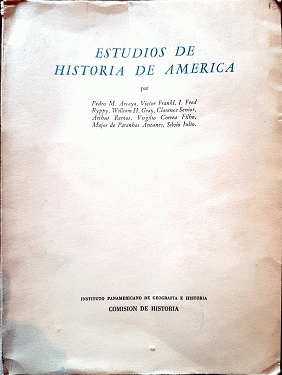 ESTUDIOS DE
HISTORIA DE AMERICA
por
Pedro M. Arcaya, Victor Frankl, J. Fred
Rippy, William H. Gray, Clarence Senior,
Arthur Ramos, Virgilio Correa Filho,
Major de Paranhos Antunes, Silvio Julio.
INSTITUTO PANAMERICANO DE GEOGRAFIA E HISTORIA
COMISION DE HISTORIA